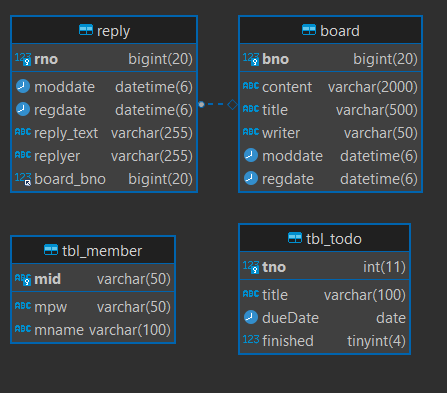 reply
123 rno bigint(20)
moddate datetime(6)
regdate datetime(6)
ABC reply_text varchar(255)
ABC replyer varchar(255)
123 board_bno bigint(20)
board
123 bno bigint(20)
ABC content varchar(2000)
ABC title varchar(500)
ABC writer varchar(50)
moddate datetime(6)
regdate datetime(6)
tbl_member
ABC mid varchar(50)
ABC mpw varchar(50)
ABC mname varchar(100)
tbl_todo
123 tno int(11)
ABC title varchar(100)
dueDate date
123 finished tinyint(4)